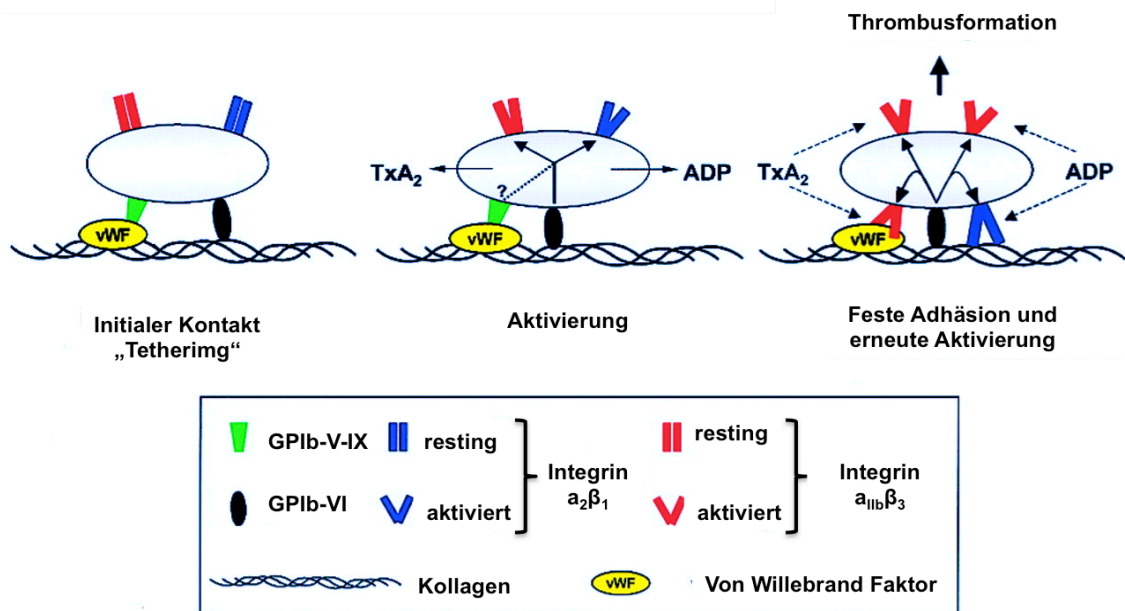 Thrombusformation
TxA₂
?
ADP
TxA₂
ADP
vWF
vWF
vWF
Initialer Kontakt
„Tetherimg“
Aktivierung
Feste Adhäsion und
erneute Aktivierung
GPIb-V-IX
resting
resting
Integrin
a₂β₁
Integrin
aIIbβ₃
GPIb-VI
aktiviert
aktiviert
Kollagen
vWF
Von Willebrand Faktor